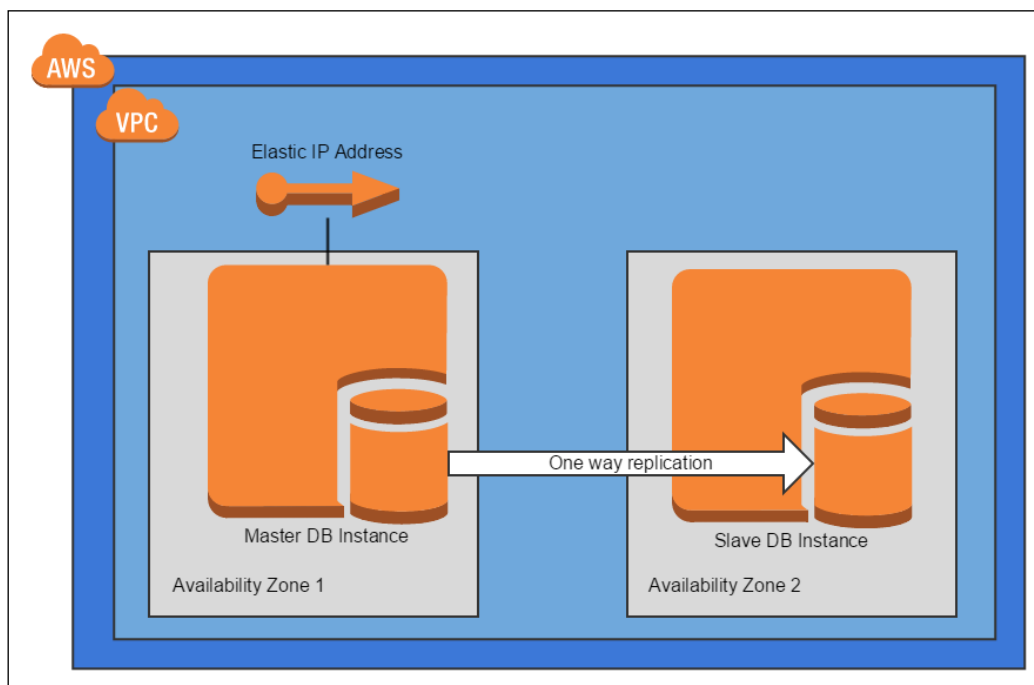 AWS
VPC
Elastic IP Address
One way replication
Master DB Instance
Slave DB Instance
Availability Zone 1
Availability Zone 2